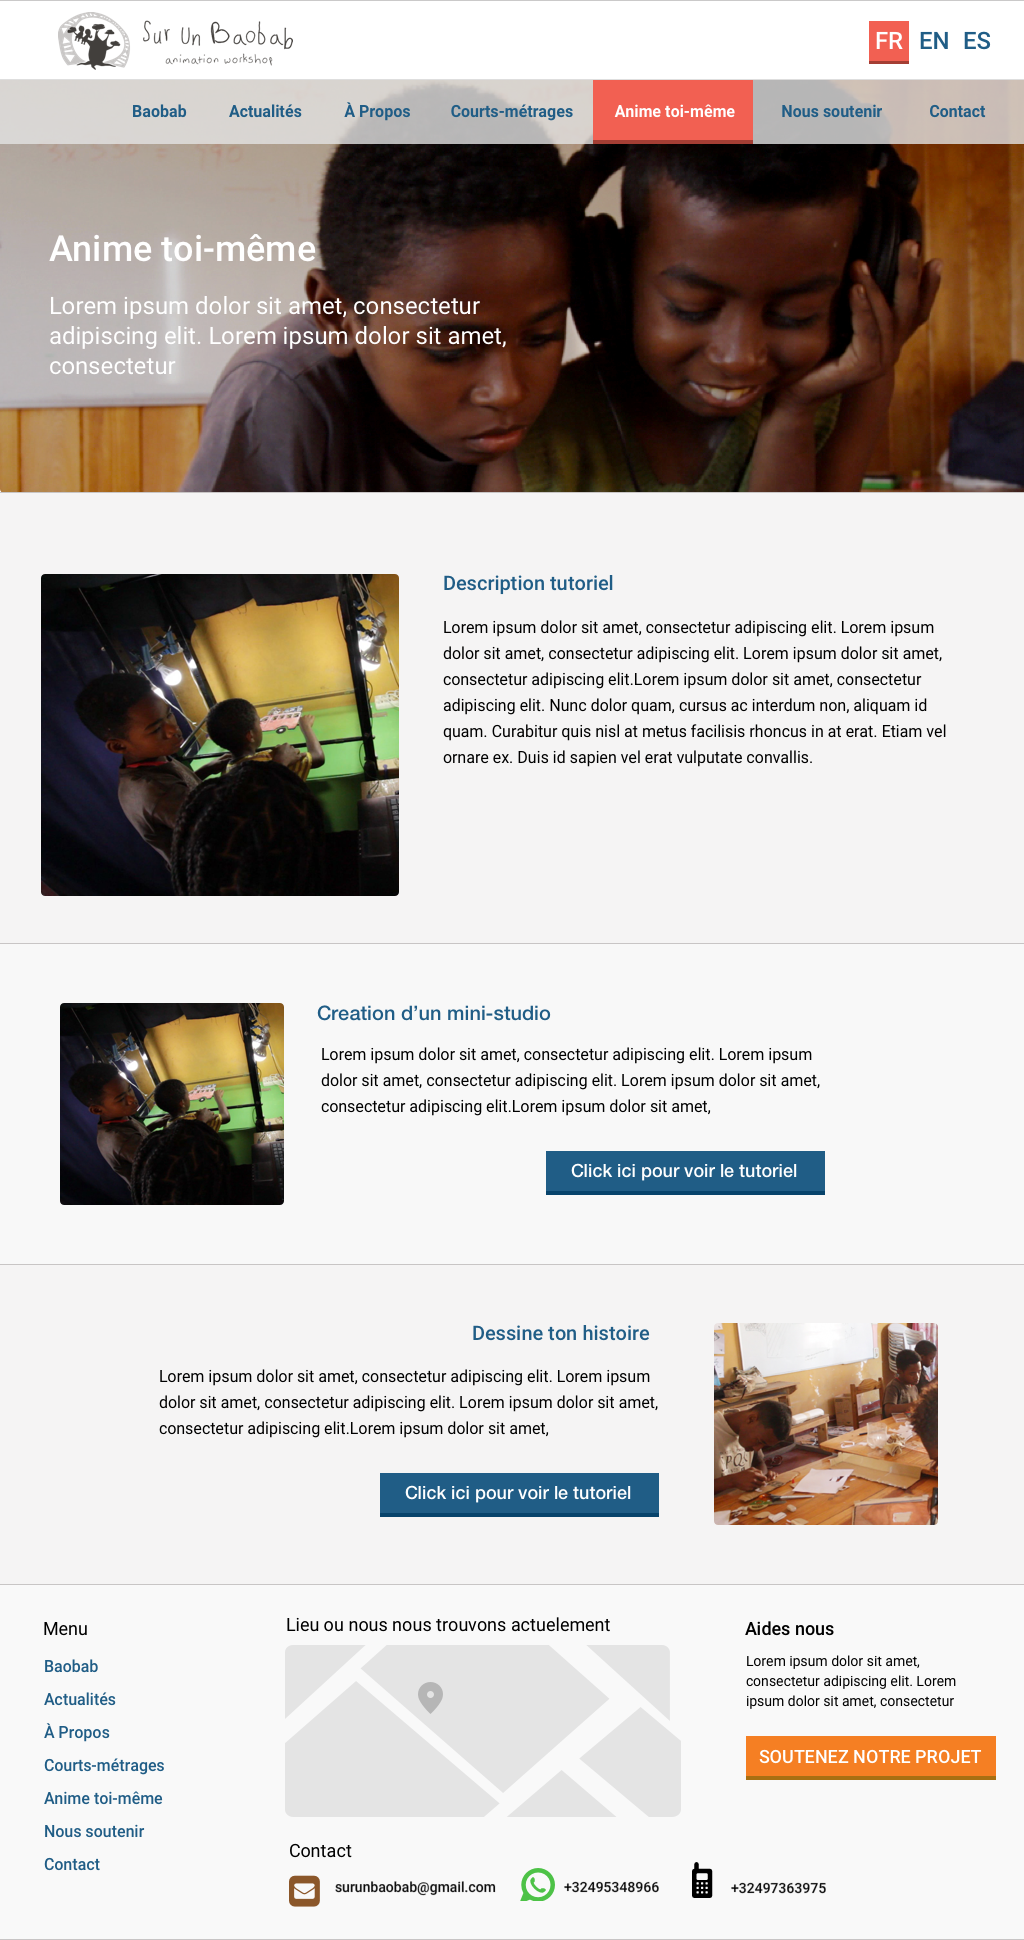 Sur Un Baobab
animation workshop
FR EN ES
Baobab Actualités À Propos Courts-métrages Anime toi-même Nous soutenir Contact
Anime toi-même
Lorem ipsum dolor sit amet, consectetur
adipiscing elit. Lorem ipsum dolor sit amet,
consectetur
Description tutoriel
Lorem ipsum dolor sit amet, consectetur adipiscing elit. Lorem ipsum
dolor sit amet, consectetur adipiscing elit. Lorem ipsum dolor sit amet,
consectetur adipiscing elit.Lorem ipsum dolor sit amet, consectetur
adipiscing elit. Nunc dolor quam, cursus ac interdum non, aliquam id
quam. Curabitur quis nisl at metus facilisis rhoncus in at erat. Etiam vel
ornare ex. Duis id sapien vel erat vulputate convallis.
Creation d’un mini-studio
Lorem ipsum dolor sit amet, consectetur adipiscing elit. Lorem ipsum
dolor sit amet, consectetur adipiscing elit. Lorem ipsum dolor sit amet,
consectetur adipiscing elit.Lorem ipsum dolor sit amet,
Click ici pour voir le tutoriel
Dessine ton histoire
Lorem ipsum dolor sit amet, consectetur adipiscing elit. Lorem ipsum
dolor sit amet, consectetur adipiscing elit. Lorem ipsum dolor sit amet,
consectetur adipiscing elit.Lorem ipsum dolor sit amet,
Click ici pour voir le tutoriel
Menu
Baobab
Actualités
À Propos
Courts-métrages
Anime toi-même
Nous soutenir
Contact
Lieu ou nous nous trouvons actuelement
Contact
surunbaobab@gmail.com +32495348966 +32497363975
Aides nous
Lorem ipsum dolor sit amet,
consectetur adipiscing elit. Lorem
ipsum dolor sit amet, consectetur
SOUTENEZ NOTRE PROJET